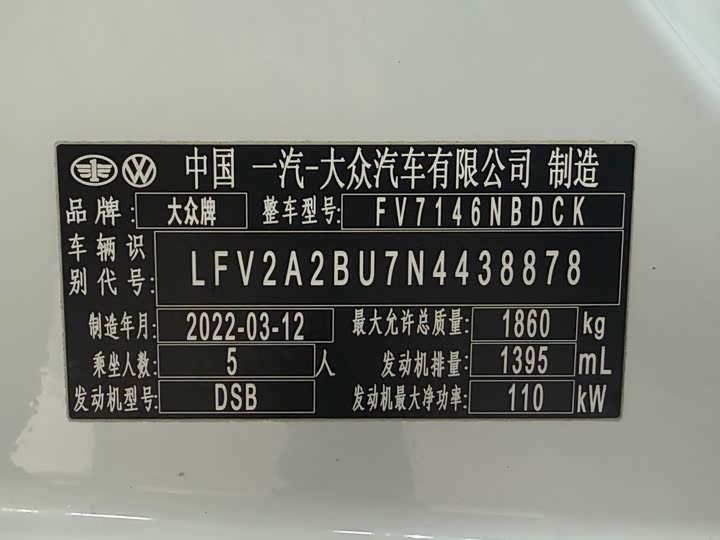 中国 一汽-大众汽车有限公司 制造
品牌: 大众牌 整车型号: FV7146NBDCK
车辆识
别代号: LFV2A2BU7N4438878
制造年月: 2022-03-12 最大允许总质量: 1860 kg
乘坐人数: 5 人 发动机排量: 1395 mL
发动机型号: DSB 发动机最大净功率: 110 kW